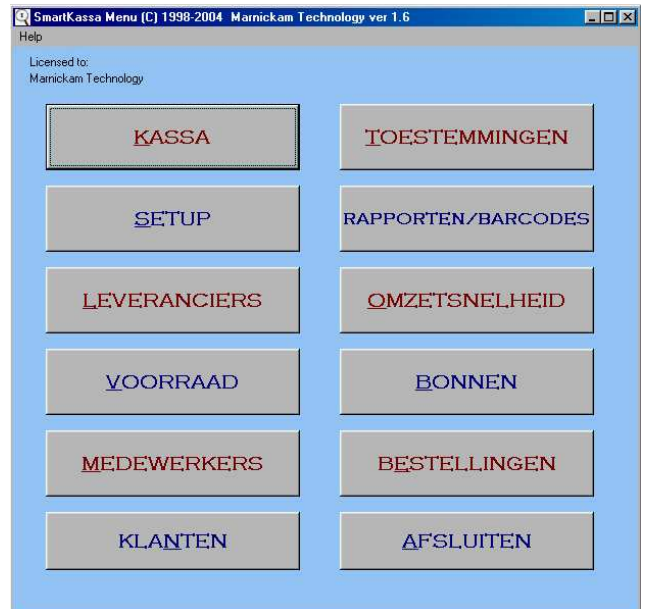 SmartKassa Menu (C) 1998-2004 Marnickam Technology ver 1.6
Help
Licensed to:
Marnickam Technology
KASSA
TOESTEMMINGEN
SETUP
RAPPORTEN/BARCODES
LEVERANCIERS
OMZETSNELHEID
VOORRAAD
BONNEN
MEDEWERKERS
BESTELLINGEN
KLANTEN
AFSLUITEN